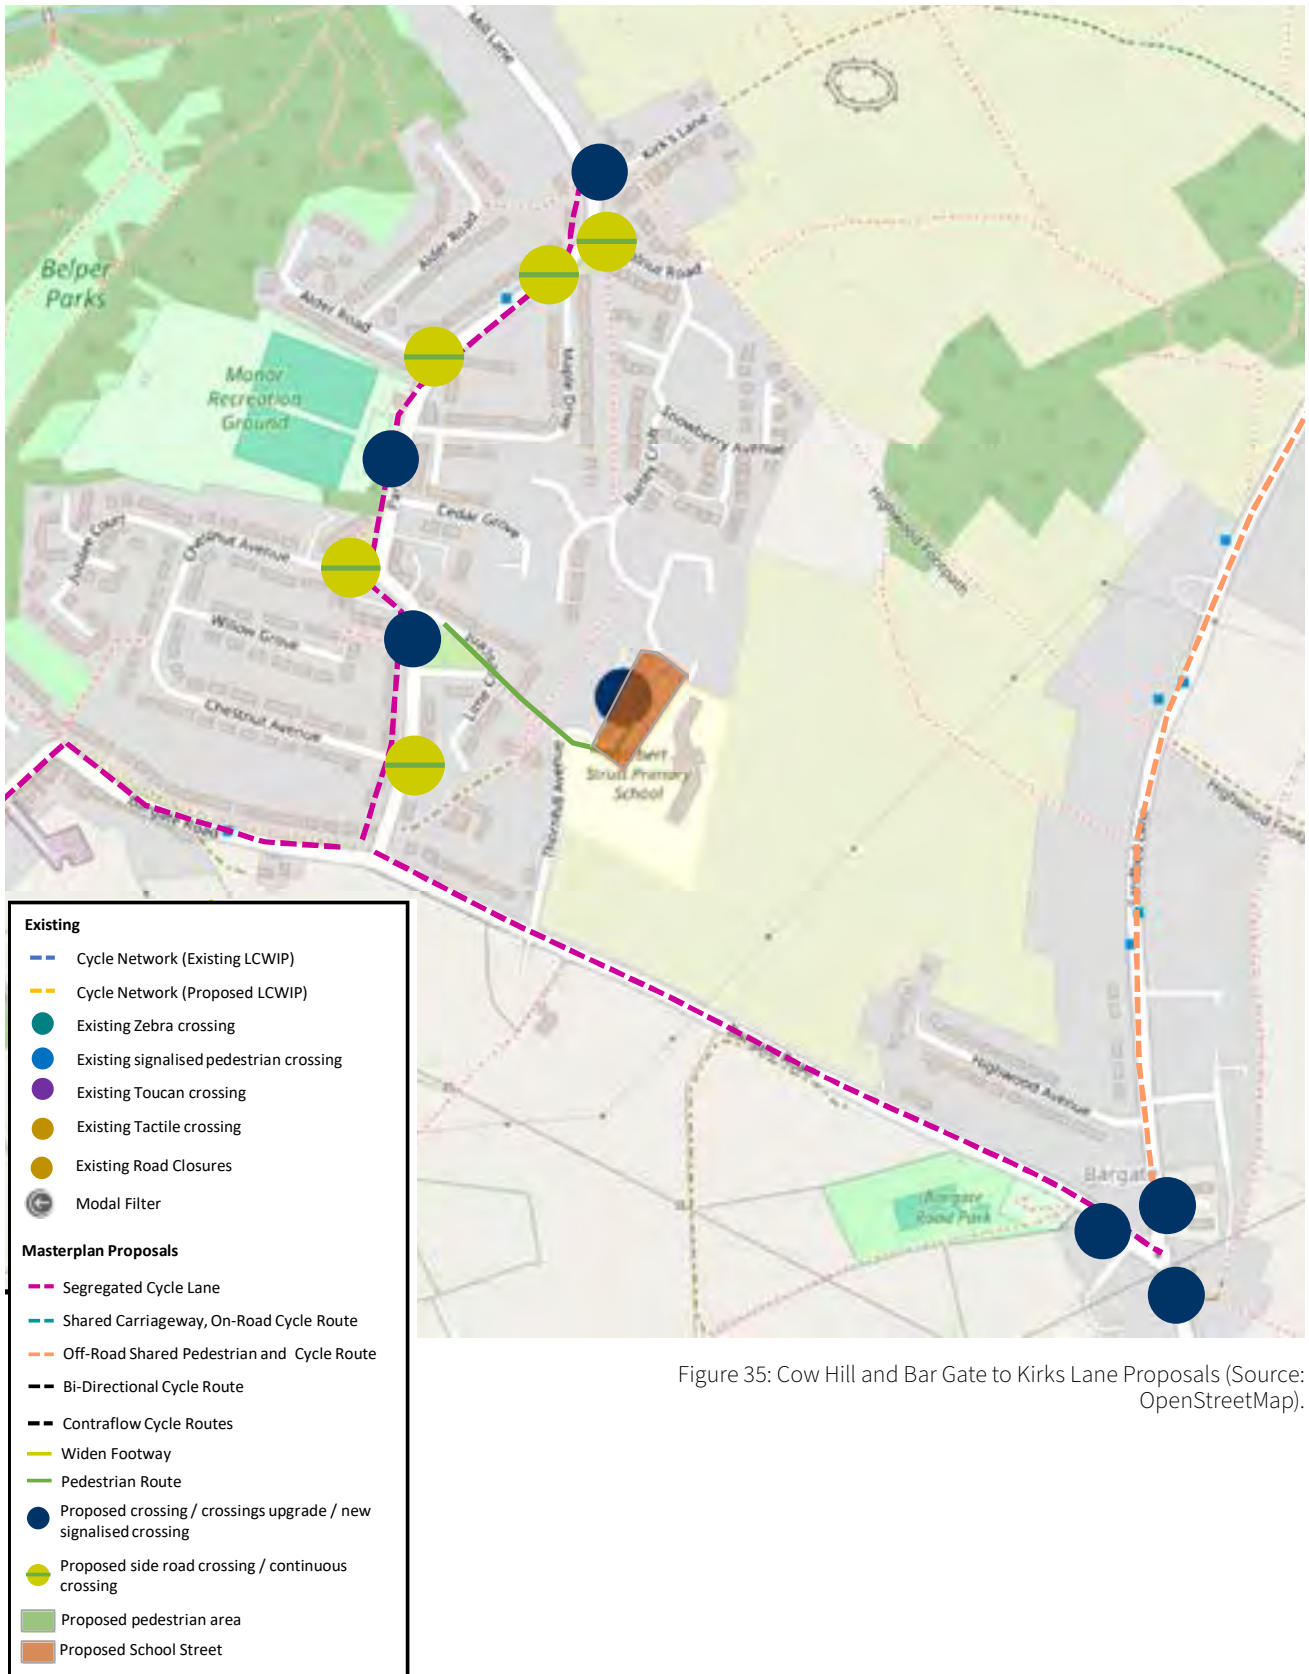 Mill Lane
Kirk's Lane
Alder Road
Road
Belper
Parks
Alder Road
Manor
Recreation
Ground
Maple Drive
Snowberry Avenue
Cedar Grove
Highwood Footpath
Chestnut Avenue
Willow Grove
Chestnut Avenue
Thornhill Avenue
Strutt Primary
School
Highwood Avenue
Bargate
Road Park
Existing
Cycle Network (Existing LCWIP)
Cycle Network (Proposed LCWIP)
Existing Zebra crossing
Existing signalised pedestrian crossing
Existing Toucan crossing
Existing Tactile crossing
Existing Road Closures
Modal Filter
Masterplan Proposals
Segregated Cycle Lane
Shared Carriageway, On-Road Cycle Route
Off-Road Shared Pedestrian and Cycle Route
Bi-Directional Cycle Route
Contraflow Cycle Routes
Widen Footway
Pedestrian Route
Proposed crossing / crossings upgrade / new
signalised crossing
Proposed side road crossing / continuous
crossing
Proposed pedestrian area
Proposed School Street
Figure 35: Cow Hill and Bar Gate to Kirks Lane Proposals (Source:
OpenStreetMap).